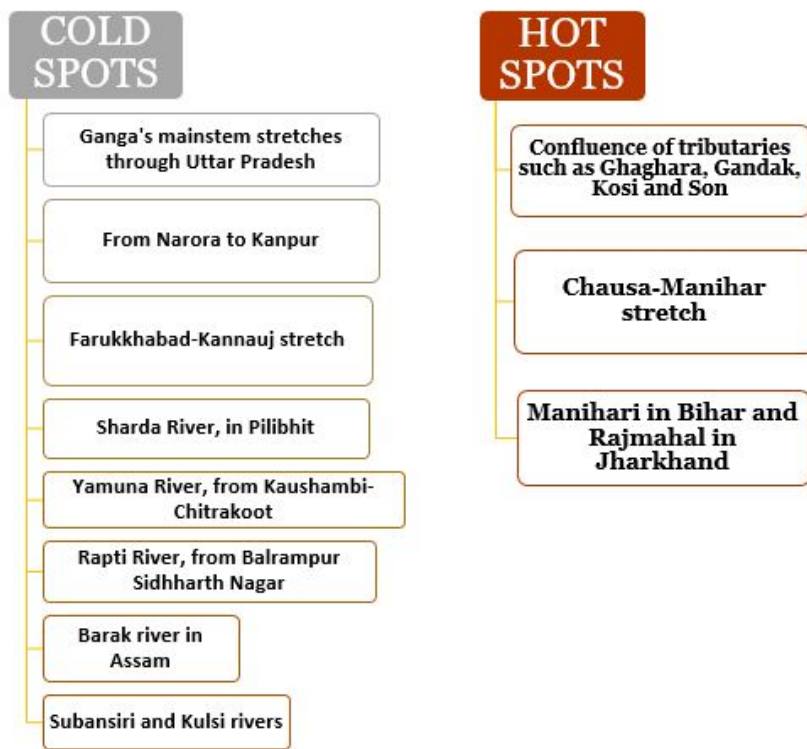 COLD
SPOTS
Ganga's mainstem stretches
through Uttar Pradesh
From Narora to Kanpur
Farukkhabad-Kannauj stretch
Sharda River, in Pilibhit
Yamuna River, from Kaushambi-
Chitrakoot
Rapti River, from Balrampur
Sidhharth Nagar
Barak river in
Assam
Subansiri and Kulsi rivers
HOT
SPOTS
Confluence of tributaries
such as Ghaghara, Gandak,
Kosi and Son
Chausa-Manihar
stretch
Manihari in Bihar and
Rajmahal in
Jharkhand